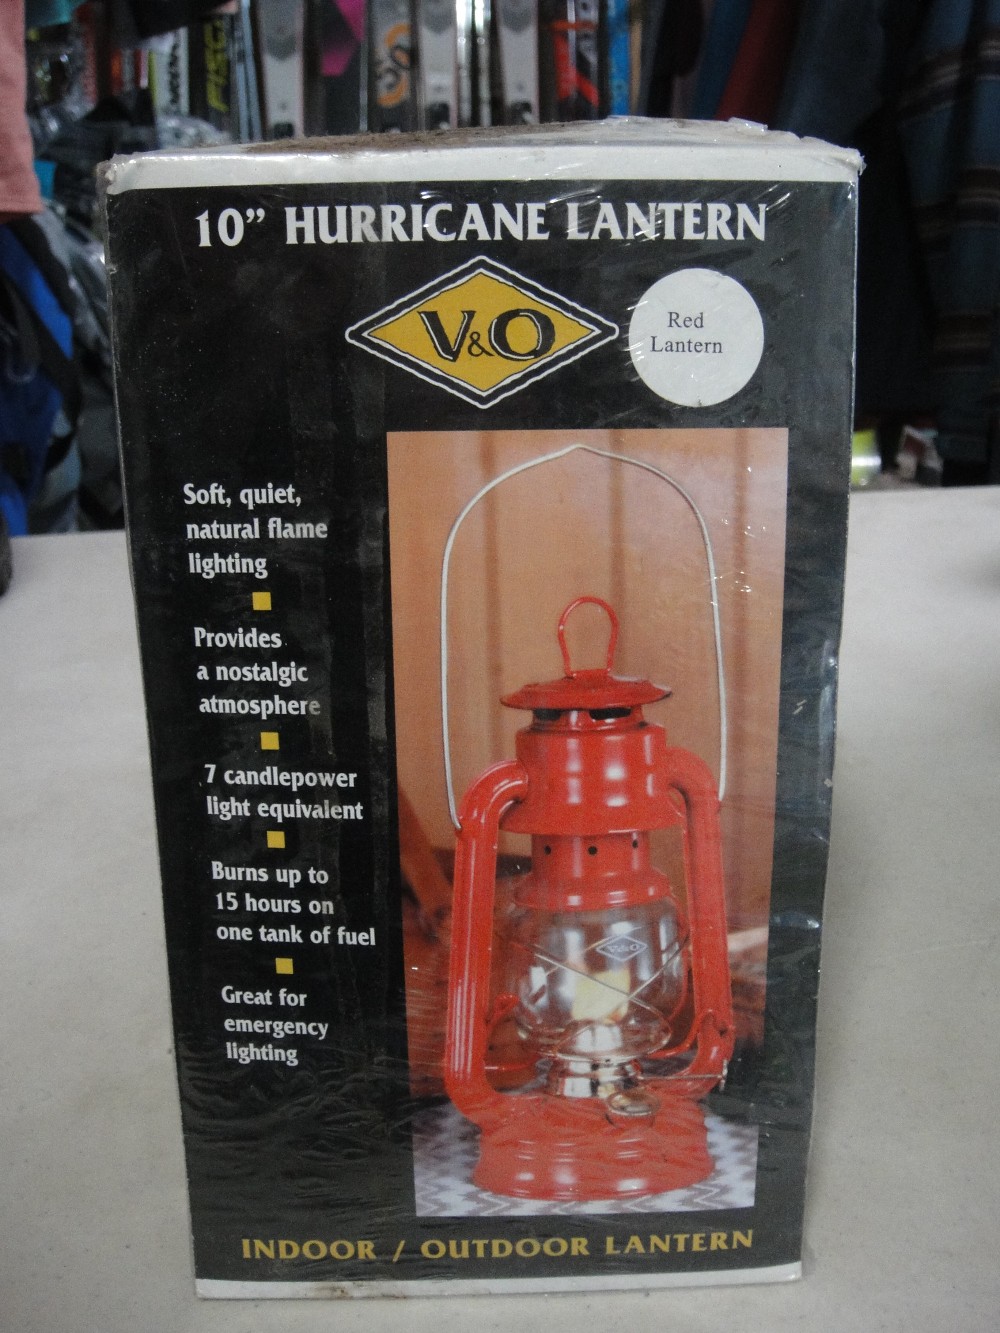 10” HURRICANE LANTERN
V&O
Red
Lantern
Soft, quiet,
natural flame
lighting
Provides
a nostalgic
atmosphere
7 candlepower
light equivalent
Burns up to
15 hours on
one tank of fuel
Great for
emergency
lighting
V&O
INDOOR / OUTDOOR LANTERN